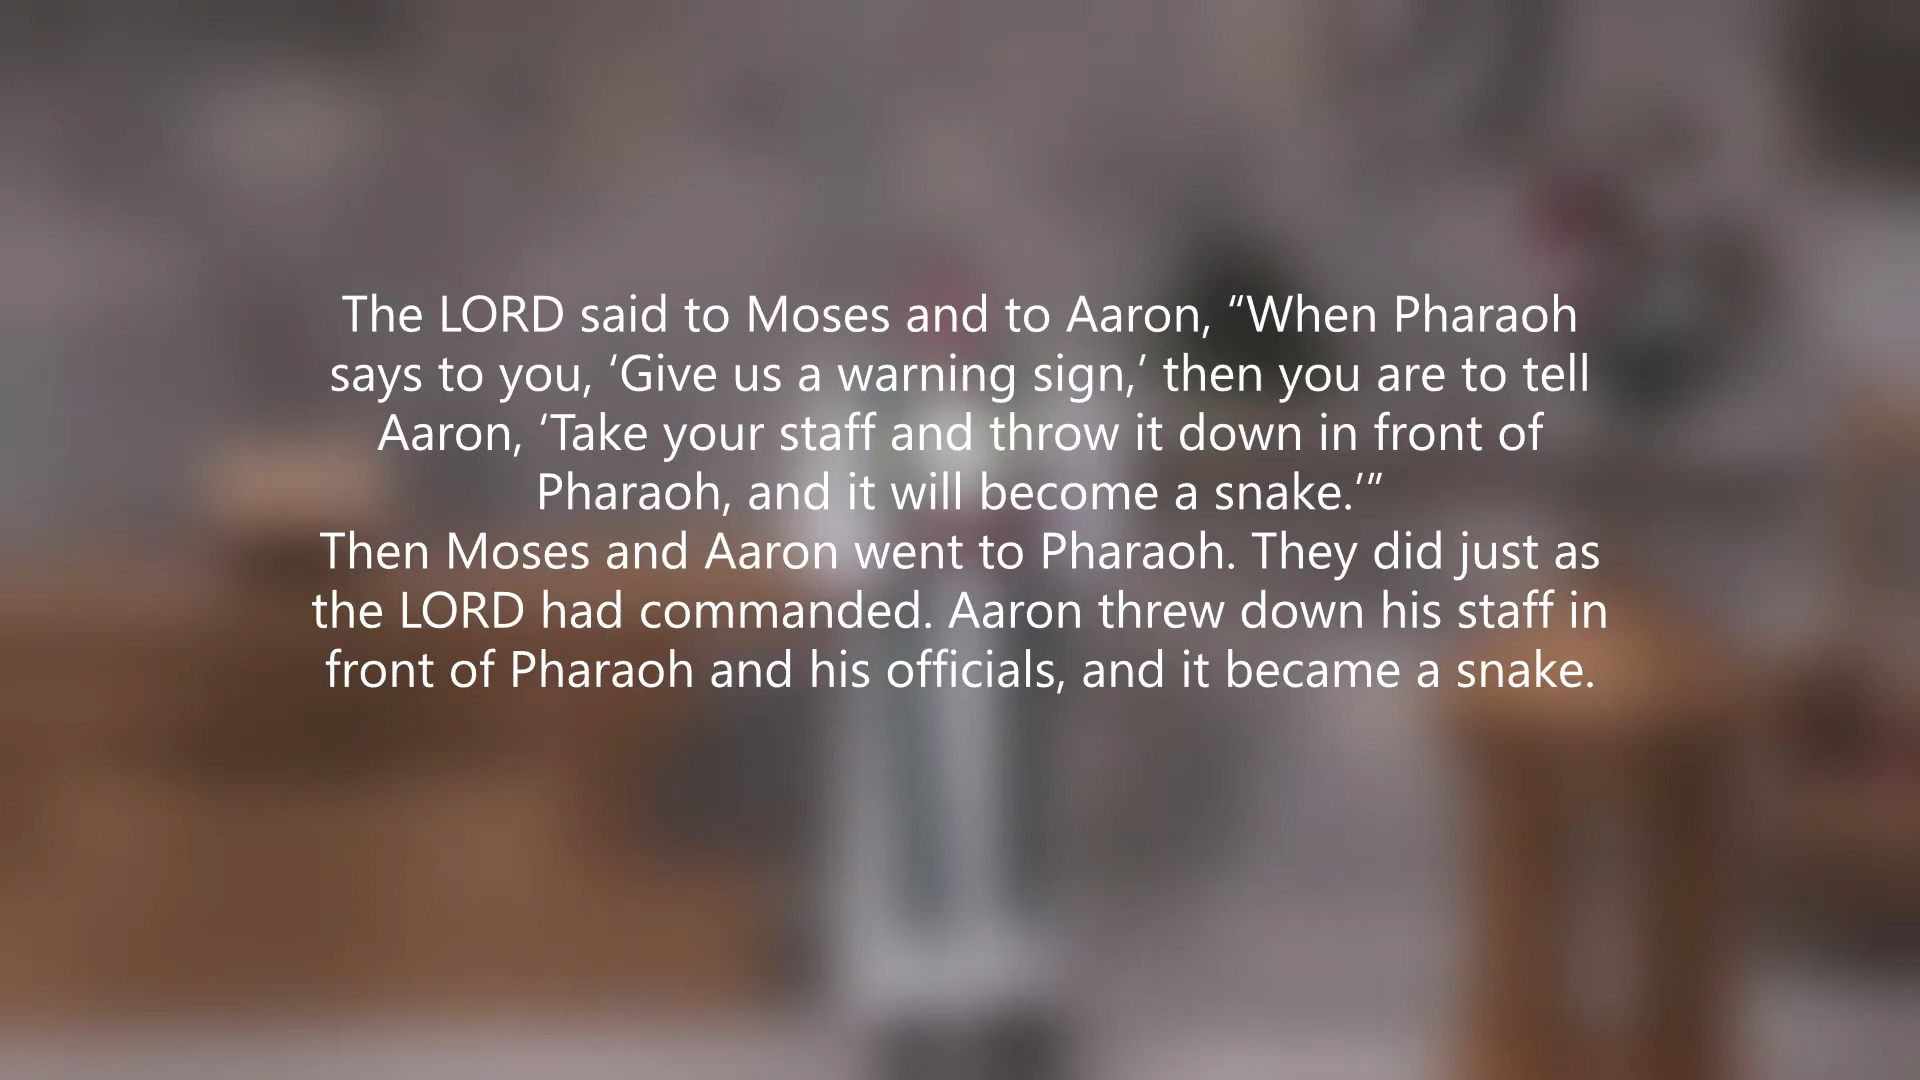 The LORD said to Moses and to Aaron, “When Pharaoh
says to you, ‘Give us a warning sign,’ then you are to tell
Aaron, ‘Take your staff and throw it down in front of
Pharaoh, and it will become a snake.’”
Then Moses and Aaron went to Pharaoh. They did just as
the LORD had commanded. Aaron threw down his staff in
front of Pharaoh and his officials, and it became a snake.